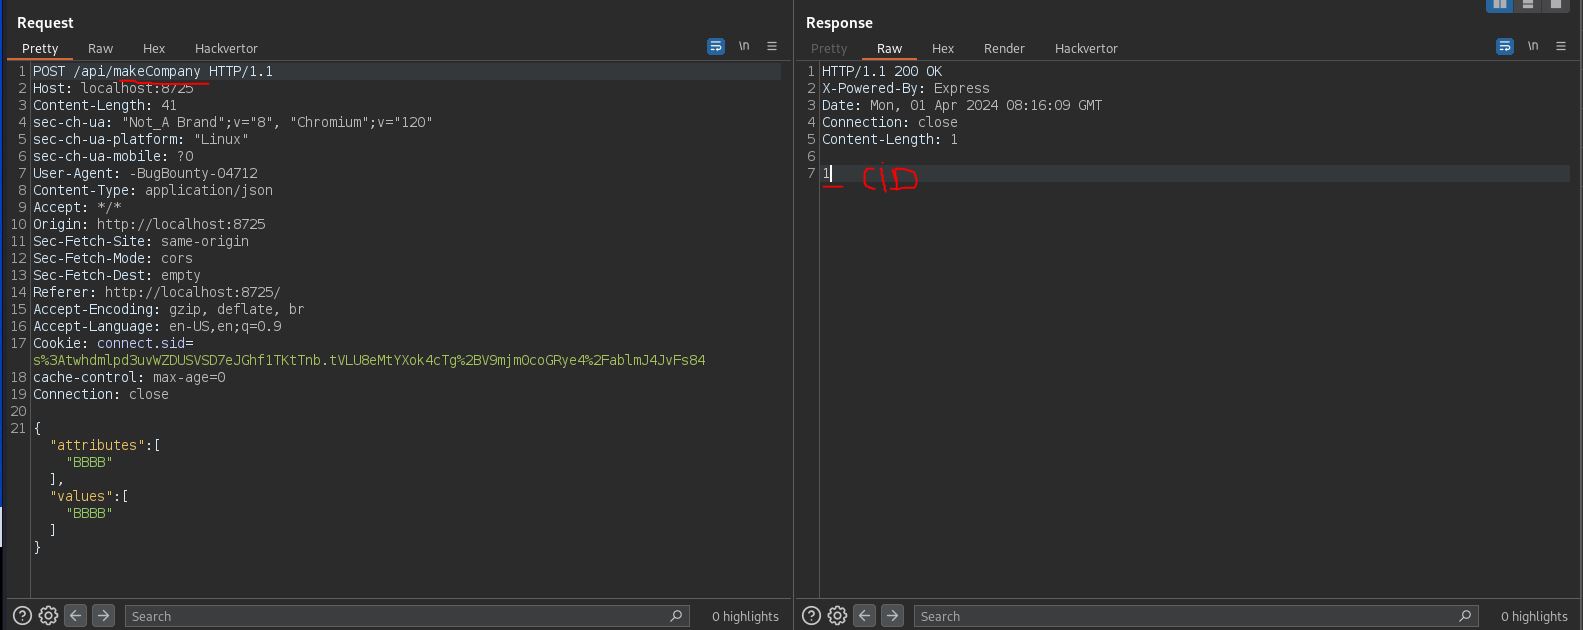 Request
Pretty Raw Hex Hackvertor \n
1 POST /api/makeCompany HTTP/1.1
2 Host: localhost:8725
3 Content-Length: 41
4 sec-ch-ua: "Not_A Brand";v="8", "Chromium";v="120"
5 sec-ch-ua-platform: "Linux"
6 sec-ch-ua-mobile: ?0
7 User-Agent: -BugBounty-04712
8 Content-Type: application/json
9 Accept: */*
10 Origin: http://localhost:8725
11 Sec-Fetch-Site: same-origin
12 Sec-Fetch-Mode: cors
13 Sec-Fetch-Dest: empty
14 Referer: http://localhost:8725/
15 Accept-Encoding: gzip, deflate, br
16 Accept-Language: en-US,en;q=0.9
17 Cookie: connect.sid=
s%3Atwhdmlpd3uvWZDUSVSD7eJGhf1TKtTnb.tVLU8eMtYXok4cTg%2BV9mjmOcoGRye4%2FablmJ4JvFs84
18 cache-control: max-age=0
19 Connection: close
20
21 {
"attributes":[
"BBBB"
],
"values":[
"BBBB"
]
}
Search 0 highlights
Response
Pretty Raw Hex Render Hackvertor \n
1 HTTP/1.1 200 OK
2 X-Powered-By: Express
3 Date: Mon, 01 Apr 2024 08:16:09 GMT
4 Connection: close
5 Content-Length: 1
6
7 1 CID
Search 0 highlights